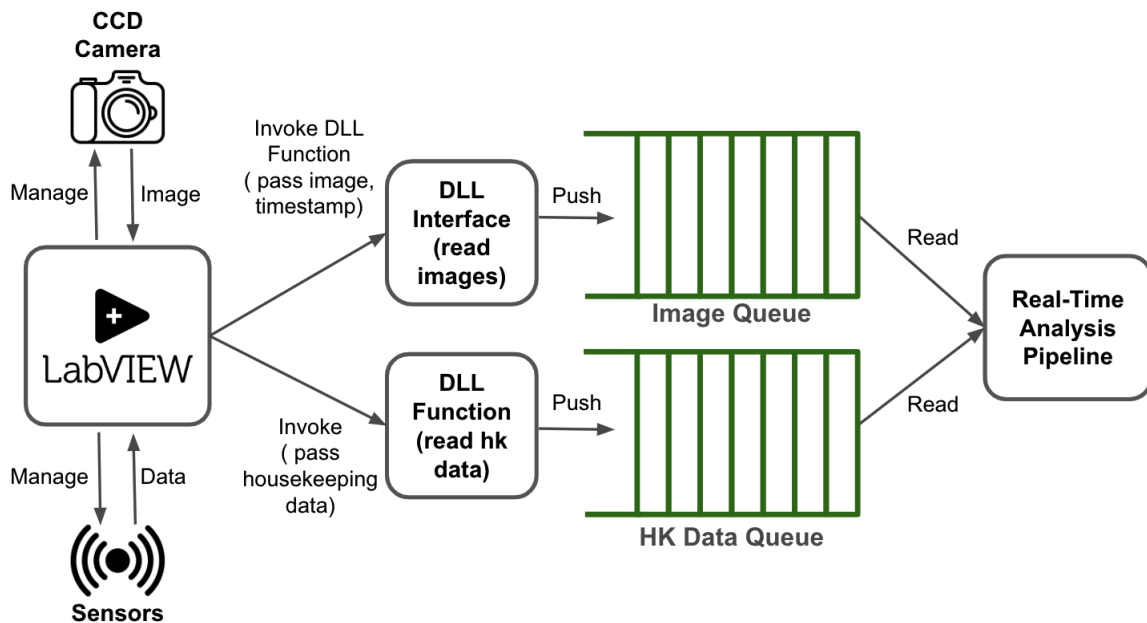 CCD
Camera
Manage
Image
LabVIEW
Manage
Data
Sensors
Invoke DLL
Function
( pass image,
timestamp)
Invoke
( pass
housekeeping
data)
DLL
Interface
(read
images)
DLL
Function
(read hk
data)
Push
Push
Image Queue
HK Data Queue
Read
Read
Real-Time
Analysis
Pipeline